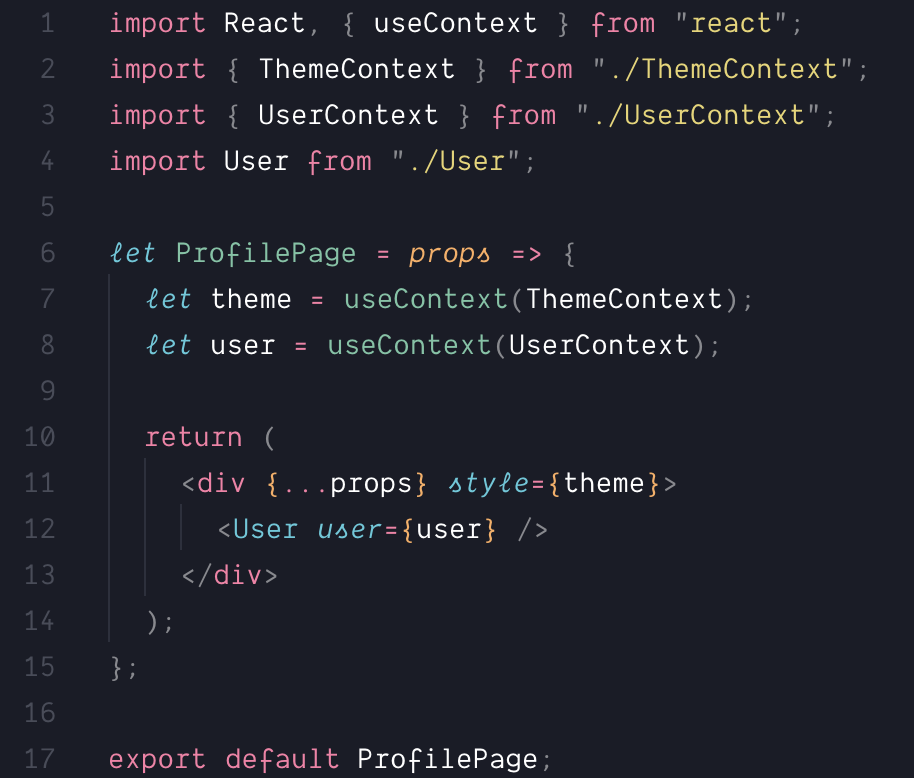 1 import React, { useContext } from "react";
2 import { ThemeContext } from "./ThemeContext";
3 import { UserContext } from "./UserContext";
4 import User from "./User";
5
6 let ProfilePage = props => {
7   let theme = useContext(ThemeContext);
8   let user = useContext(UserContext);
9
10   return (
11     <div {...props} style={theme}>
12       <User user={user} />
13     </div>
14   );
15 };
16
17 export default ProfilePage;